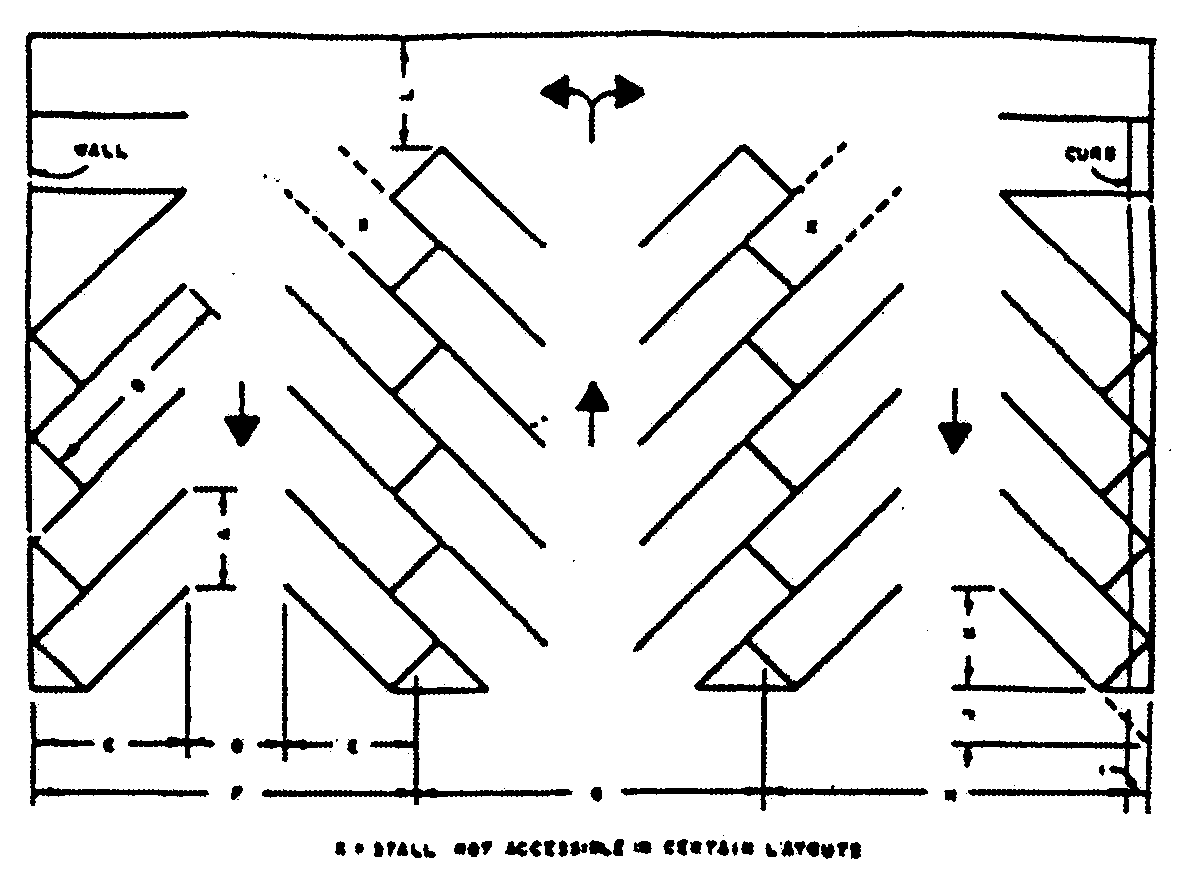 L
WALL
CURB
X
X
B
A
K
J
C
D
E
F
G
H
i
X = STALL NOT ACCESSIBLE IN CERTAIN LAYOUTS